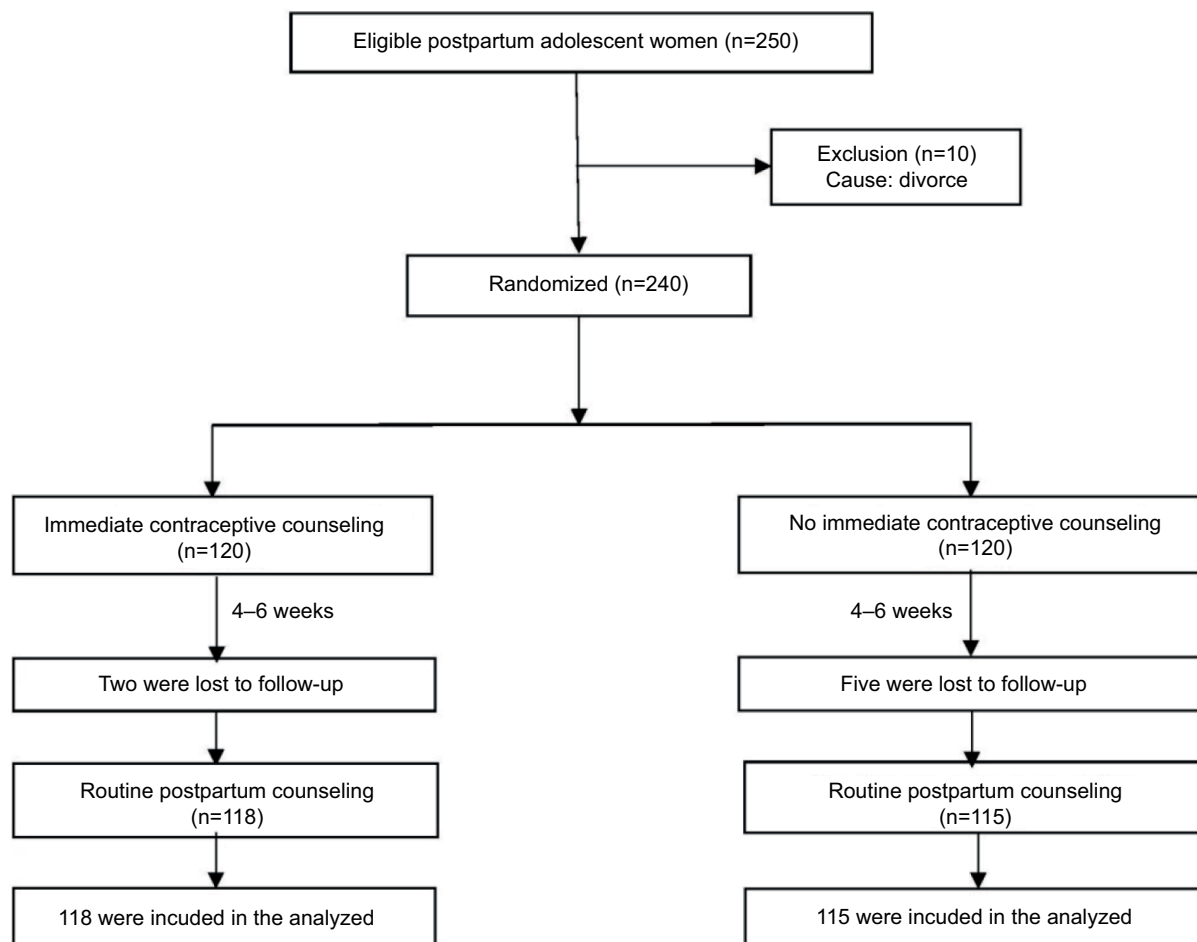 Eligible postpartum adolescent women (n=250)
Exclusion (n=10)
Cause: divorce
Randomized (n=240)
Immediate contraceptive counseling
(n=120)
No immediate contraceptive counseling
(n=120)
4–6 weeks
4–6 weeks
Two were lost to follow-up
Five were lost to follow-up
Routine postpartum counseling
(n=118)
Routine postpartum counseling
(n=115)
118 were incuded in the analyzed
115 were incuded in the analyzed